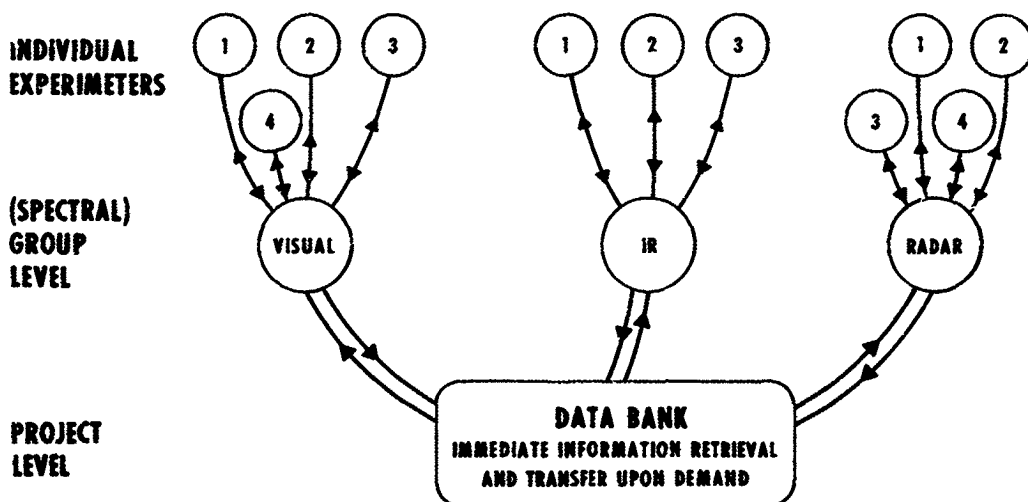 INDIVIDUAL
EXPERIMETERS
1
2
3
4
1
2
3
1
2
3
4
(SPECTRAL)
GROUP
LEVEL
VISUAL
IR
RADAR
PROJECT
LEVEL
DATA BANK
IMMEDIATE INFORMATION RETRIEVAL
AND TRANSFER UPON DEMAND